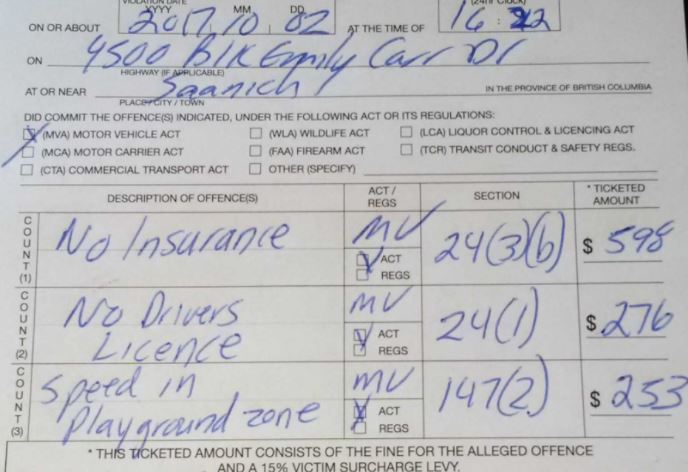 VIOLATION DATE (24hr Clock)
YYYY MM DD
ON OR ABOUT 2017 10 02 AT THE TIME OF 16 : 22
ON 4500 Blk Emily Carr Dr
HIGHWAY (IF APPLICABLE)
AT OR NEAR Saanich IN THE PROVINCE OF BRITISH COLUMBIA
PLACE / CITY / TOWN
DID COMMIT THE OFFENCE(S) INDICATED, UNDER THE FOLLOWING ACT OR ITS REGULATIONS:
(MVA) MOTOR VEHICLE ACT (WLA) WILDLIFE ACT (LCA) LIQUOR CONTROL & LICENCING ACT
(MCA) MOTOR CARRIER ACT (FAA) FIREARM ACT (TCR) TRANSIT CONDUCT & SAFETY REGS.
(CTA) COMMERCIAL TRANSPORT ACT OTHER (SPECIFY)
DESCRIPTION OF OFFENCE(S) ACT / REGS SECTION * TICKETED AMOUNT
COUNT (1) No Insurance MV 24(3)(b) $ 598
ACT
REGS
COUNT (2) No Drivers Licence MV 24(1) $ 276
ACT
REGS
COUNT (3) Speed in Playground zone MV 147(2) $ 253
ACT
REGS
* THIS TICKETED AMOUNT CONSISTS OF THE FINE FOR THE ALLEGED OFFENCE
AND A 15% VICTIM SURCHARGE LEVY.